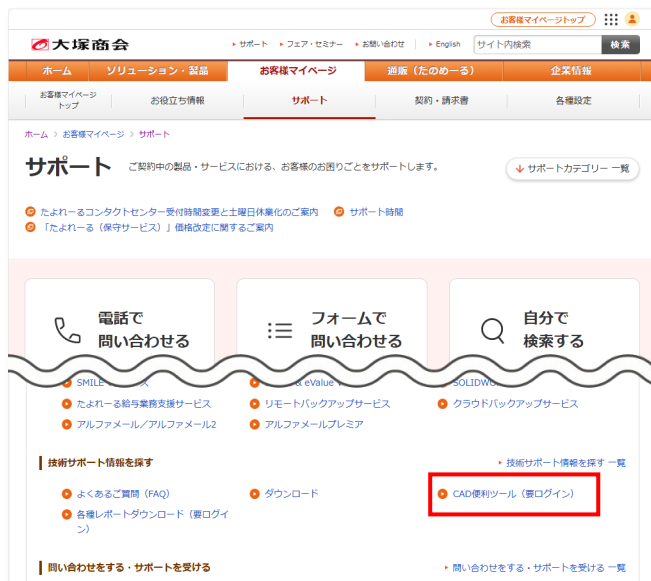 お客様マイページトップ
大塚商会
サポート フェア・セミナー お問い合わせ English サイト内検索 検索
ホーム ソリューション・製品 お客様マイページ 通販（たのめーる） 企業情報
お客様マイページ
トップ
お役立ち情報 サポート 契約・請求書 各種設定
ホーム > お客様マイページ > サポート
サポート ご契約中の製品・サービスにおける、お客様のお困りごとをサポートします。 サポートカテゴリー 一覧
たよれーるコンタクトセンター受付時間変更と土曜日休業化のご案内 サポート時間
「たよれーる（保守サービス）」価格改定に関するご案内
電話で
問い合わせる
フォームで
問い合わせる
自分で
検索する
SMILE
& eValue
たよれーる給与業務支援サービス リモートバックアップサービス クラウドバックアップサービス
アルファメール／アルファメール2 アルファメールプレミア
技術サポート情報を探す 技術サポート情報を探す 一覧
よくあるご質問（FAQ） ダウンロード CAD便利ツール（要ログイン）
各種レポートダウンロード（要ログイ
ン）
問い合わせをする・サポートを受ける 問い合わせをする・サポートを受ける 一覧